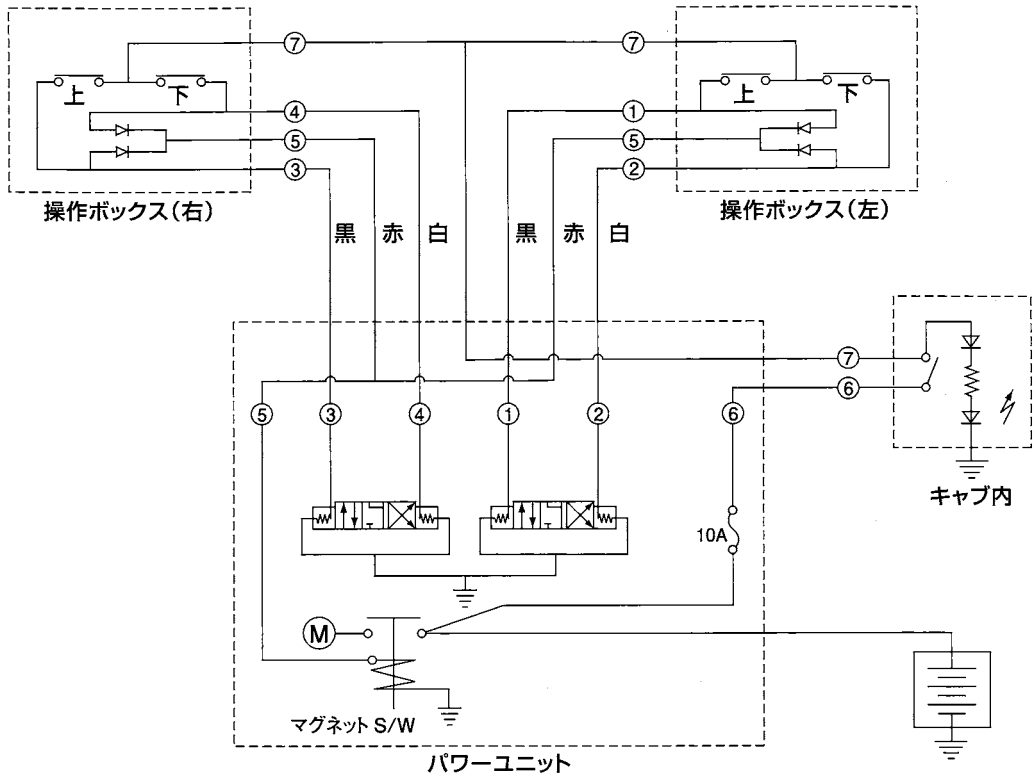 ⑦
⑦
上
下
上
下
④
①
⑤
⑤
③
②
操作ボックス(右)
操作ボックス(左)
黒
赤
白
黒
赤
白
⑦
⑥
⑤
③
④
①
②
⑥
キャブ内
10A
M
マグネット S/W
パワーユニット